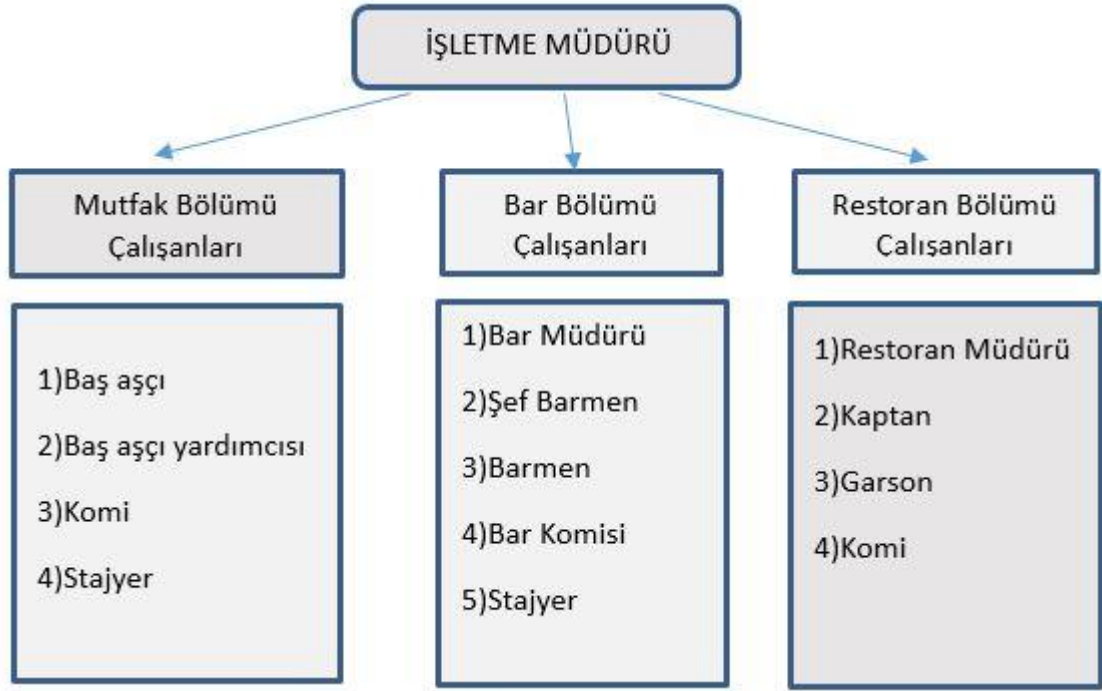 İŞLETME MÜDÜRÜ
Mutfak Bölümü
Çalışanları
1)Baş aşçı
2)Baş aşçı yardımcısı
3)Komi
4)Stajyer
Bar Bölümü
Çalışanları
1)Bar Müdürü
2)Şef Barmen
3)Barmen
4)Bar Komisi
5)Stajyer
Restoran Bölümü
Çalışanları
1)Restoran Müdürü
2)Kaptan
3)Garson
4)Komi